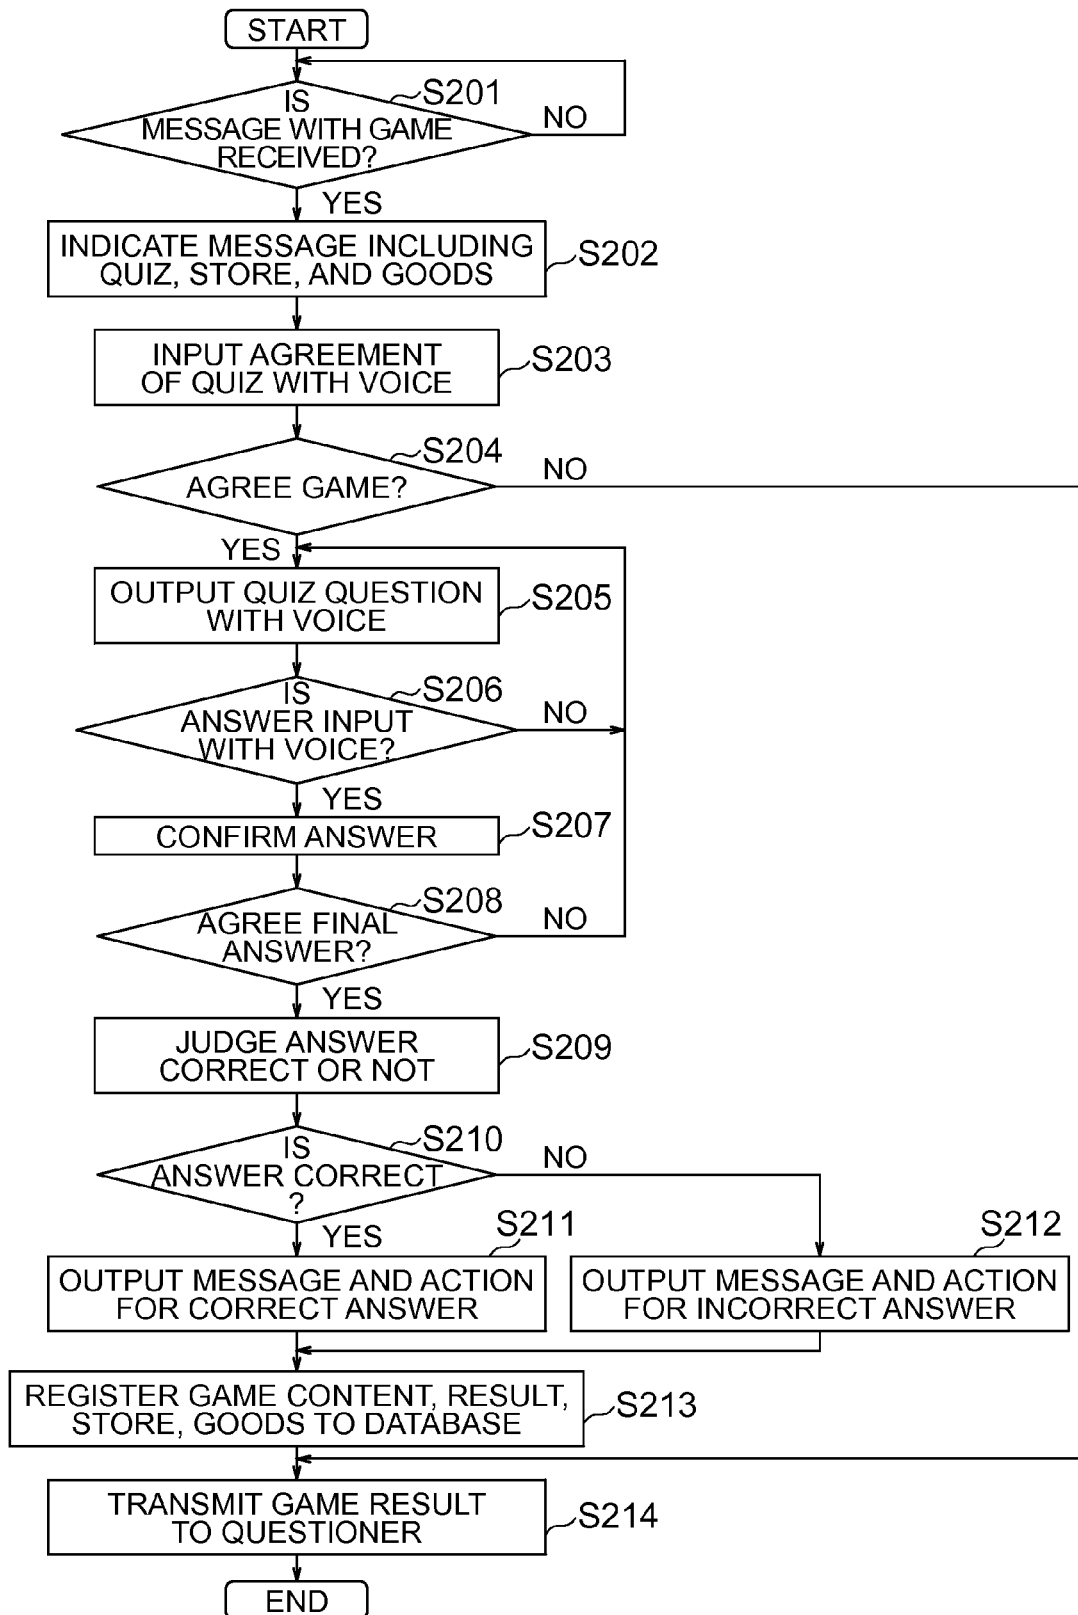 START
S201
IS
MESSAGE WITH GAME
RECEIVED?
NO
YES
INDICATE MESSAGE INCLUDING
QUIZ, STORE, AND GOODS
S202
INPUT AGREEMENT
OF QUIZ WITH VOICE
S203
S204
AGREE GAME?
NO
YES
OUTPUT QUIZ QUESTION
WITH VOICE
S205
S206
IS
ANSWER INPUT
WITH VOICE?
NO
YES
CONFIRM ANSWER
S207
S208
AGREE FINAL
ANSWER?
NO
YES
JUDGE ANSWER
CORRECT OR NOT
S209
S210
IS
ANSWER CORRECT
?
NO
YES
S211
OUTPUT MESSAGE AND ACTION
FOR CORRECT ANSWER
S212
OUTPUT MESSAGE AND ACTION
FOR INCORRECT ANSWER
REGISTER GAME CONTENT, RESULT,
STORE, GOODS TO DATABASE
S213
TRANSMIT GAME RESULT
TO QUESTIONER
S214
END